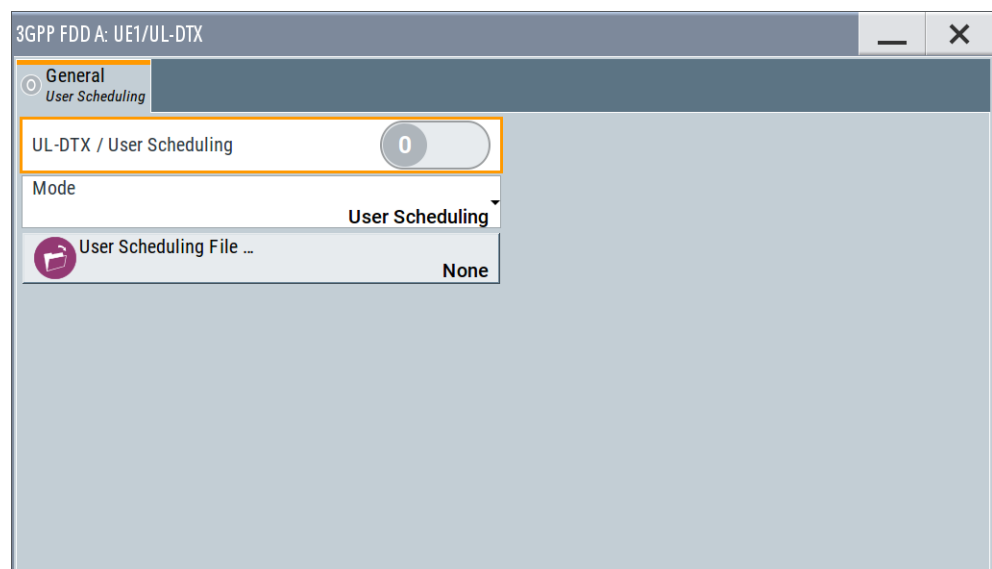 3GPP FDD A: UE1/UL-DTX
General
User Scheduling
UL-DTX / User Scheduling
0
Mode
User Scheduling
User Scheduling File ...
None